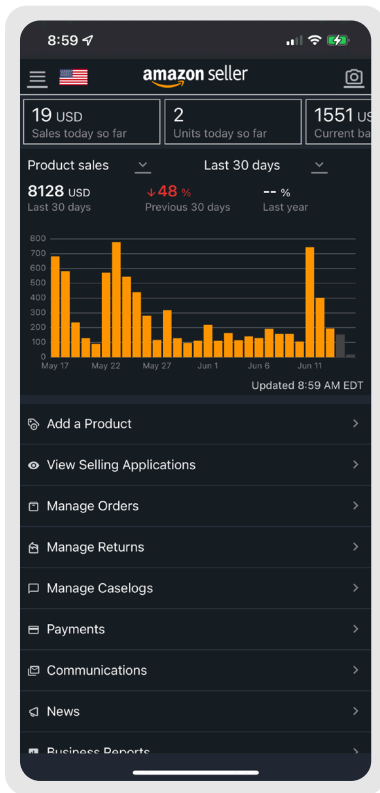 8:59
amazon seller
19 USD
Sales today so far
2
Units today so far
1551 US
Current ba
Product sales
Last 30 days
8128 USD
Last 30 days
↓48 %
Previous 30 days
-- %
Last year
800
700
600
500
400
300
200
100
0
May 17 May 22 May 27 Jun 1 Jun 6 Jun 11
Updated 8:59 AM EDT
Add a Product
View Selling Applications
Manage Orders
Manage Returns
Manage Caselogs
Payments
Communications
News
Business Reports